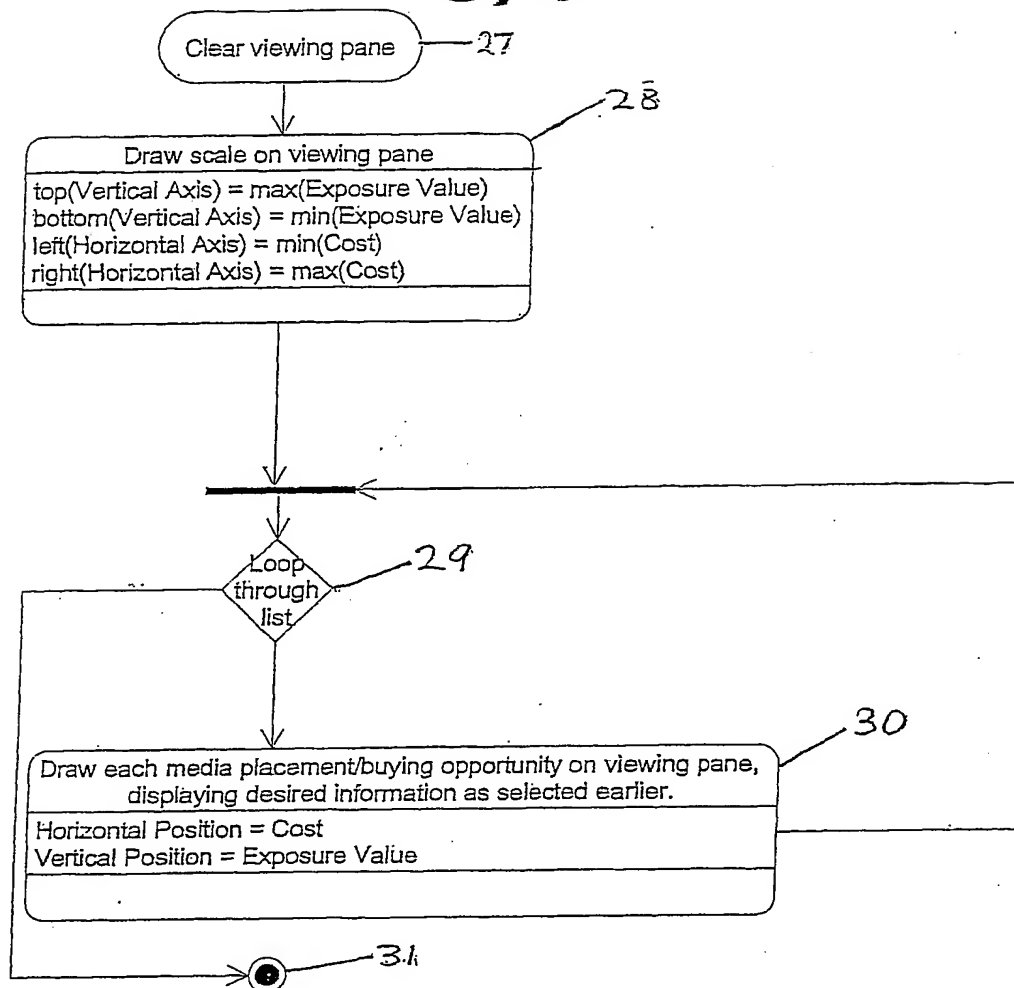 Clear viewing pane
27
28
Draw scale on viewing pane
top(Vertical Axis) = max(Exposure Value)
bottom(Vertical Axis) = min(Exposure Value)
left(Horizontal Axis) = min(Cost)
right(Horizontal Axis) = max(Cost)
Loop
through
list
29
30
Draw each media placement/buying opportunity on viewing pane,
displaying desired information as selected earlier.
Horizontal Position = Cost
Vertical Position = Exposure Value
31